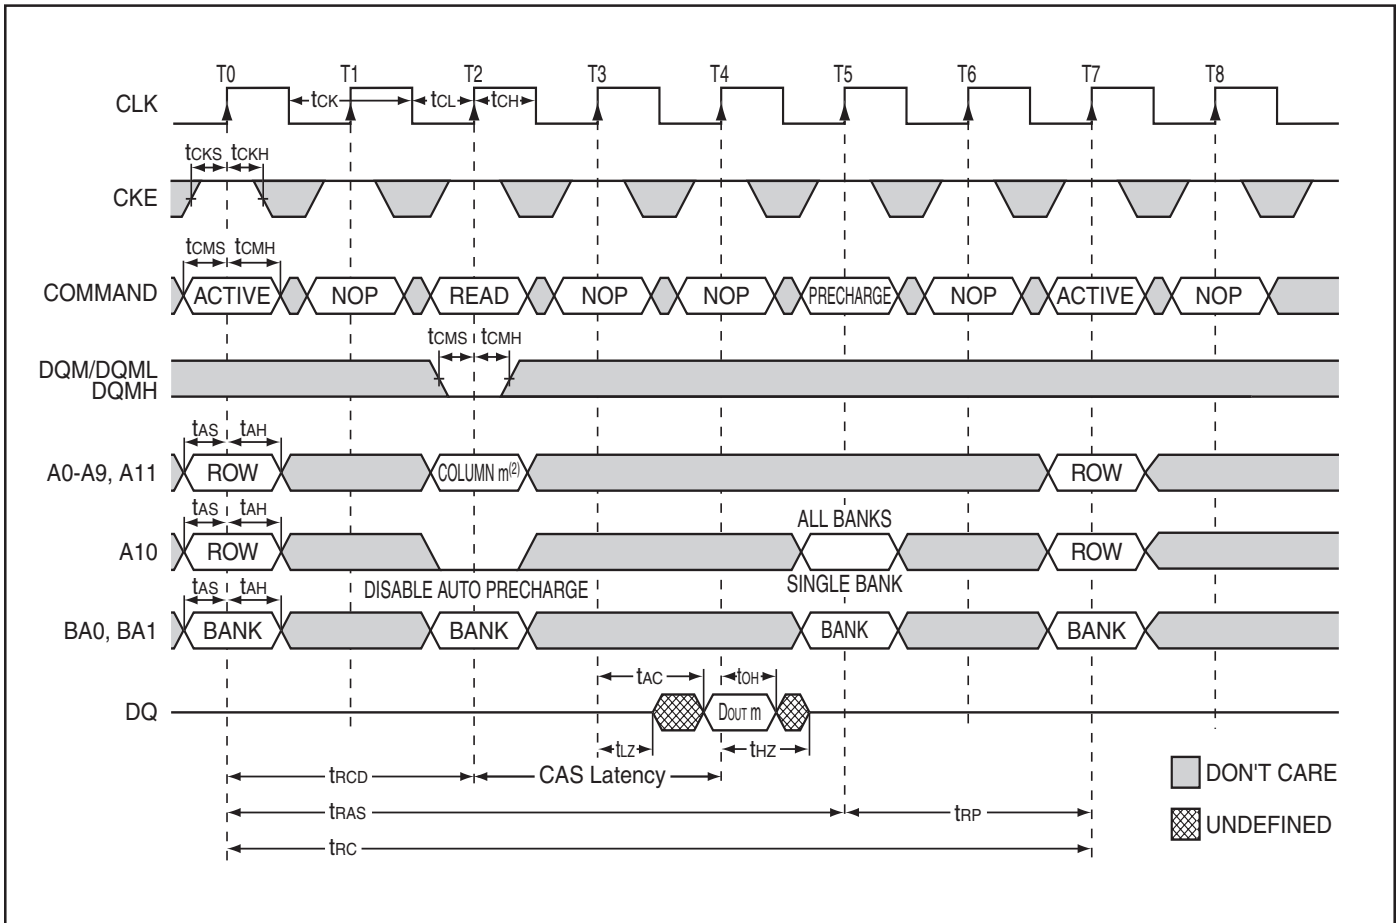 T0 T1 T2 T3 T4 T5 T6 T7 T8
CLK tCK tCL tCH
tCKS tCKH
CKE
tCMS tCMH
COMMAND ACTIVE NOP READ NOP NOP PRECHARGE NOP ACTIVE NOP
tCMS tCMH
DQM/DQML
DQMH
tAS tAH
A0-A9, A11 ROW COLUMN m(2) ROW
tAS tAH ALL BANKS
A10 ROW ROW
tAS tAH DISABLE AUTO PRECHARGE SINGLE BANK
BA0, BA1 BANK BANK BANK BANK
tAC tOH
DQ DOUT m
tLZ tHZ
tRCD CAS Latency DON'T CARE
tRAS tRP
UNDEFINED
tRC